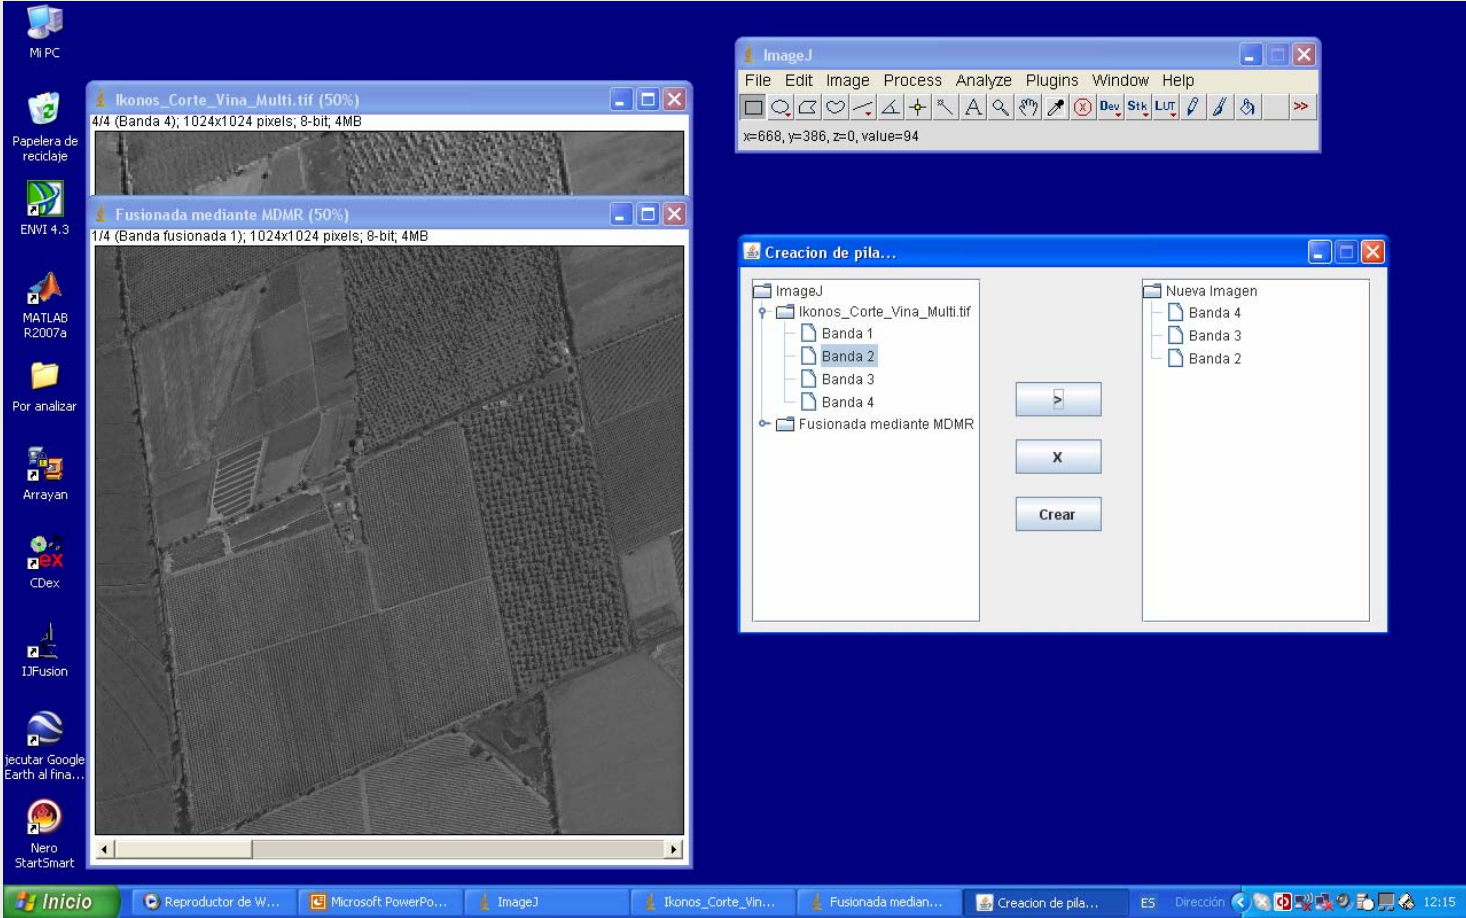 Mi PC
Papelera de
reciclaje
ENVI 4.3
MATLAB
R2007a
Por analizar
Arrayan
CDex
IJFusion
jecutar Google
Earth al fina...
Nero
StartSmart
Ikonos_Corte_Vina_Multi.tif (50%)
4/4 (Banda 4); 1024x1024 pixels; 8-bit; 4MB
Fusionada mediante MDMR (50%)
1/4 (Banda fusionada 1); 1024x1024 pixels; 8-bit; 4MB
ImageJ
File Edit Image Process Analyze Plugins Window Help
A Dev Stk LUT >>
x=668, y=386, z=0, value=94
Creacion de pila...
ImageJ
Ikonos_Corte_Vina_Multi.tif
Banda 1
Banda 2
Banda 3
Banda 4
Fusionada mediante MDMR
>
X
Crear
Nueva Imagen
Banda 4
Banda 3
Banda 2
Inicio
Reproductor de W...
Microsoft PowerPo...
ImageJ
Ikonos_Corte_Vin...
Fusionada median...
Creacion de pila...
ES
Dirección
12:15